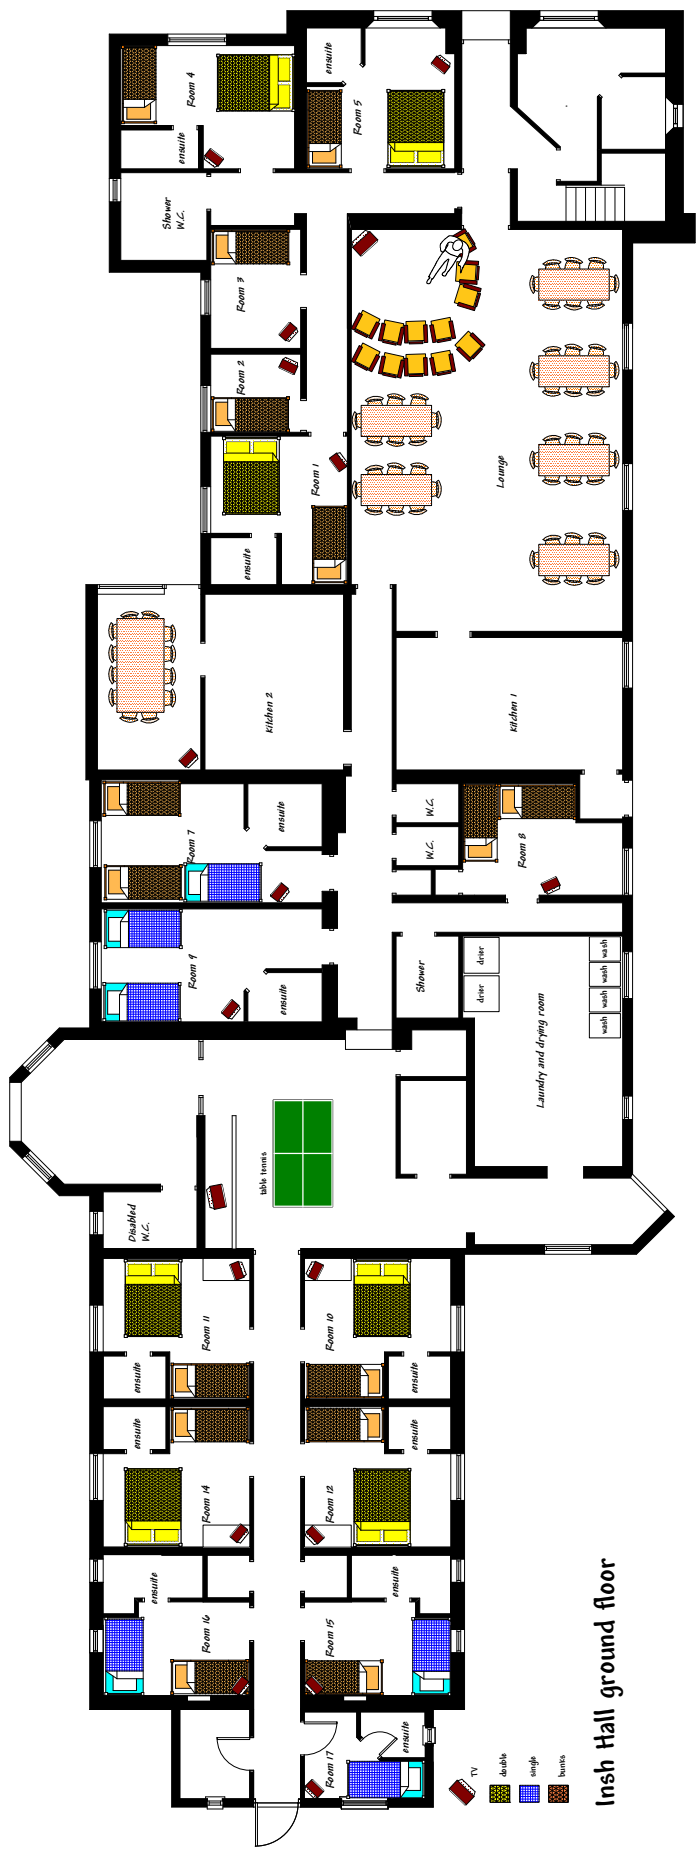 ensuite
Room 4
ensuite
Room 5
Shower
W.C.
Room 3
Room 2
Room 1
ensuite
Lounge
Kitchen 2
Kitchen 1
ensuite
Room 7
W.C.
W.C.
Room 8
Room 9
ensuite
Shower
drier
drier
wash
wash
wash
wash
Laundry and drying room
table tennis
Disabled
W.C.
Room 11
Room 10
ensuite
ensuite
ensuite
ensuite
Room 14
Room 12
ensuite
ensuite
Room 16
Room 15
Room 17
ensuite
TV
double
single
bunks
Insh Hall ground floor